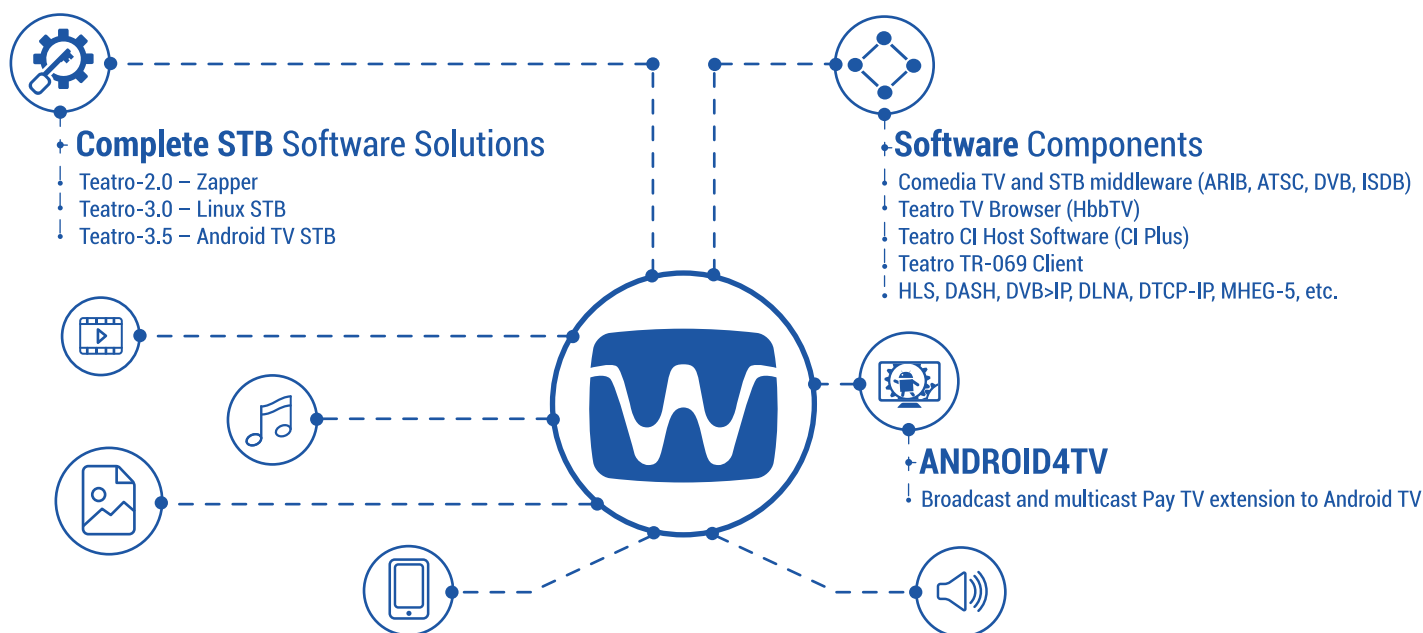 Complete STB Software Solutions
Teatro-2.0 – Zapper
Teatro-3.0 – Linux STB
Teatro-3.5 – Android TV STB
Software Components
Comedia TV and STB middleware (ARIB, ATSC, DVB, ISDB)
Teatro TV Browser (HbbTV)
Teatro CI Host Software (CI Plus)
Teatro TR-069 Client
HLS, DASH, DVB>IP, DLNA, DTCP-IP, MHEG-5, etc.
ANDROID4TV
Broadcast and multicast Pay TV extension to Android TV